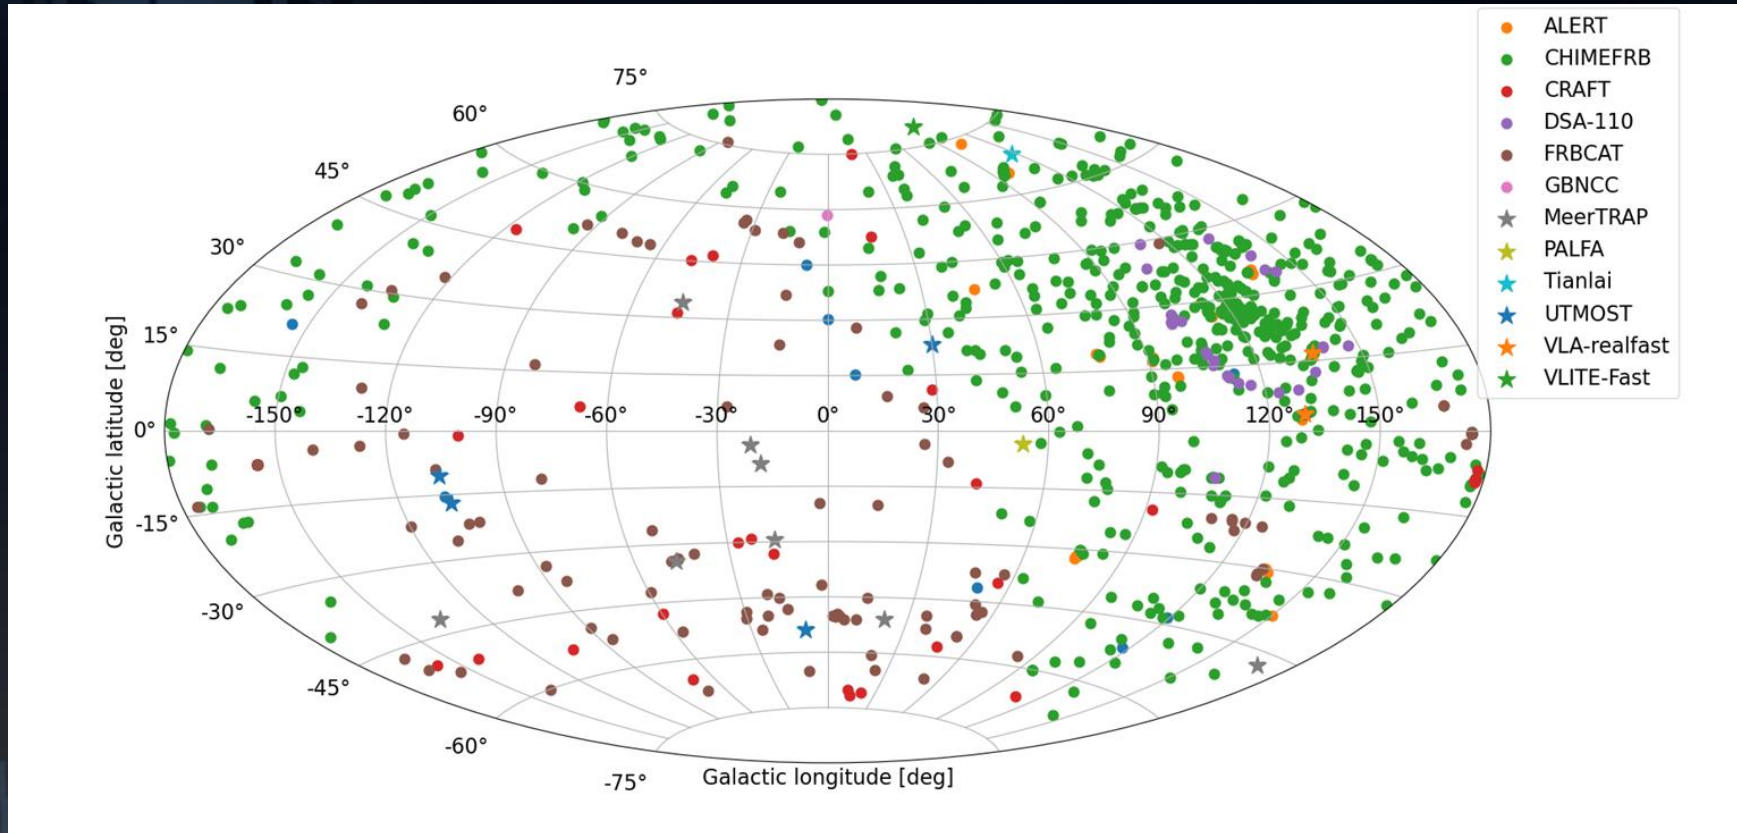 75°
60°
45°
30°
15°
0°
-15°
-30°
-45°
-60°
-75°
-150°
-120°
-90°
-60°
-30°
0°
30°
60°
90°
120°
150°
Galactic latitude [deg]
Galactic longitude [deg]
ALERT
CHIMEFRB
CRAFT
DSA-110
FRBCAT
GBNCC
MeerTRAP
PALFA
Tianlai
UTMOST
VLA-realfast
VLITE-Fast